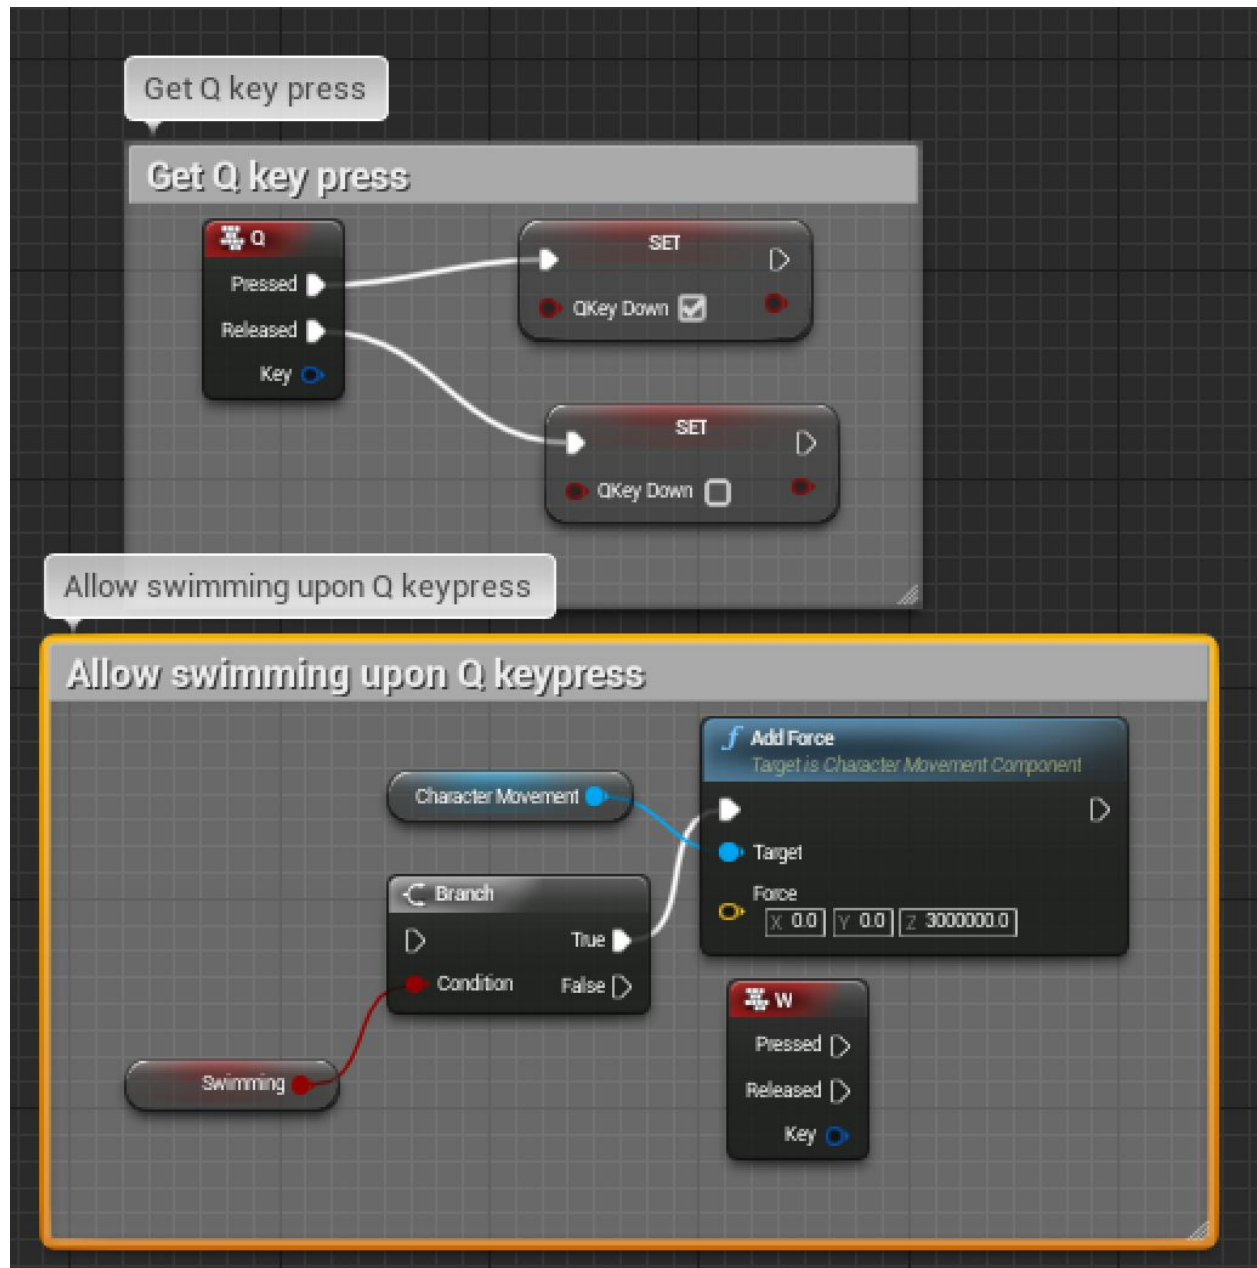 Get Q key press
Get Q key press
Q
Pressed
Released
Key
SET
QKey Down
SET
QKey Down
Allow swimming upon Q keypress
Allow swimming upon Q keypress
Character Movement
Branch
True
Condition
False
Swimming
f Add Force
Target is Character Movement Component
Target
Force
X 0.0 Y 0.0 Z 3000000.0
W
Pressed
Released
Key